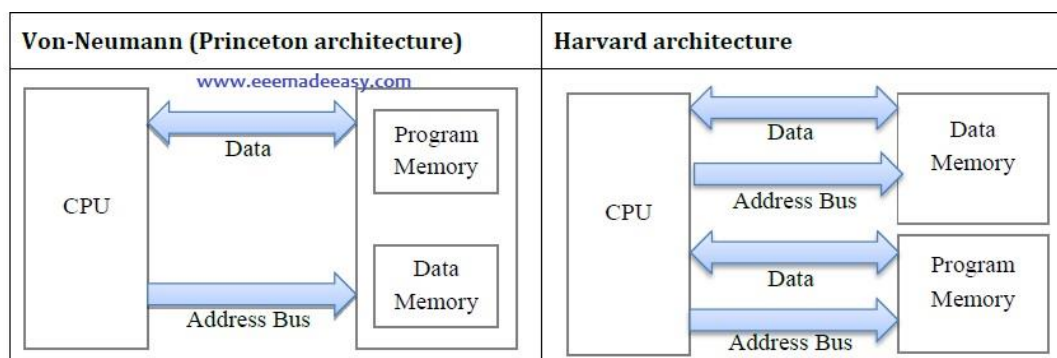 Von-Neumann (Princeton architecture)
www.eeemadeeasy.com
CPU
Data
Address Bus
Program
Memory
Data
Memory
Harvard architecture
CPU
Data
Address Bus
Data
Address Bus
Data
Memory
Program
Memory